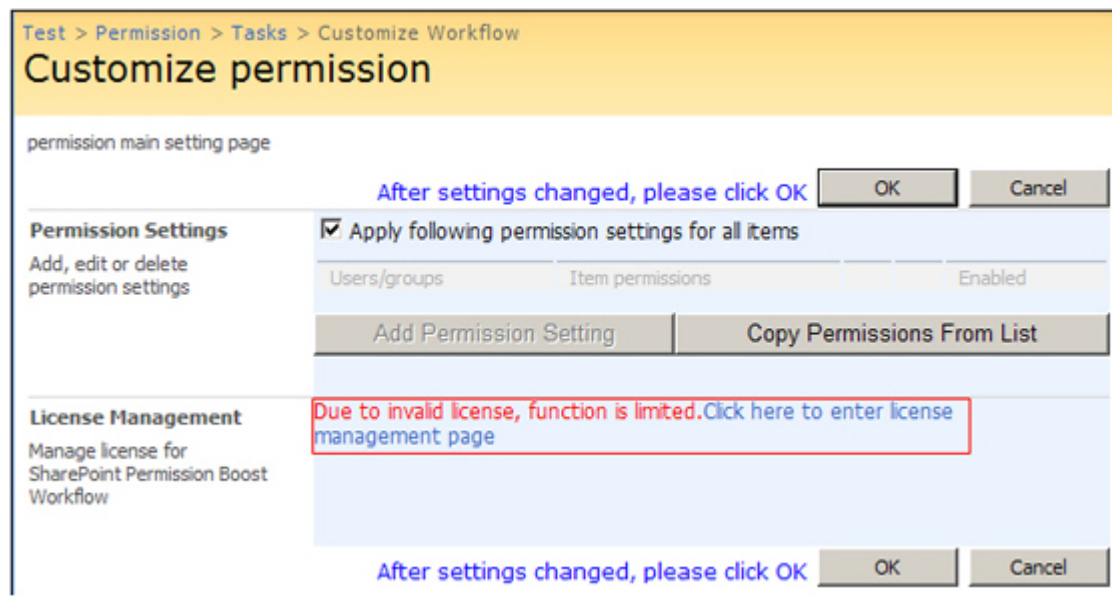 Test > Permission > Tasks > Customize Workflow
Customize permission
permission main setting page
After settings changed, please click OK OK Cancel
Permission Settings
Add, edit or delete
permission settings
Apply following permission settings for all items
Users/groups Item permissions Enabled
Add Permission Setting Copy Permissions From List
License Management
Manage license for
SharePoint Permission Boost
Workflow
Due to invalid license, function is limited.Click here to enter license
management page
After settings changed, please click OK OK Cancel